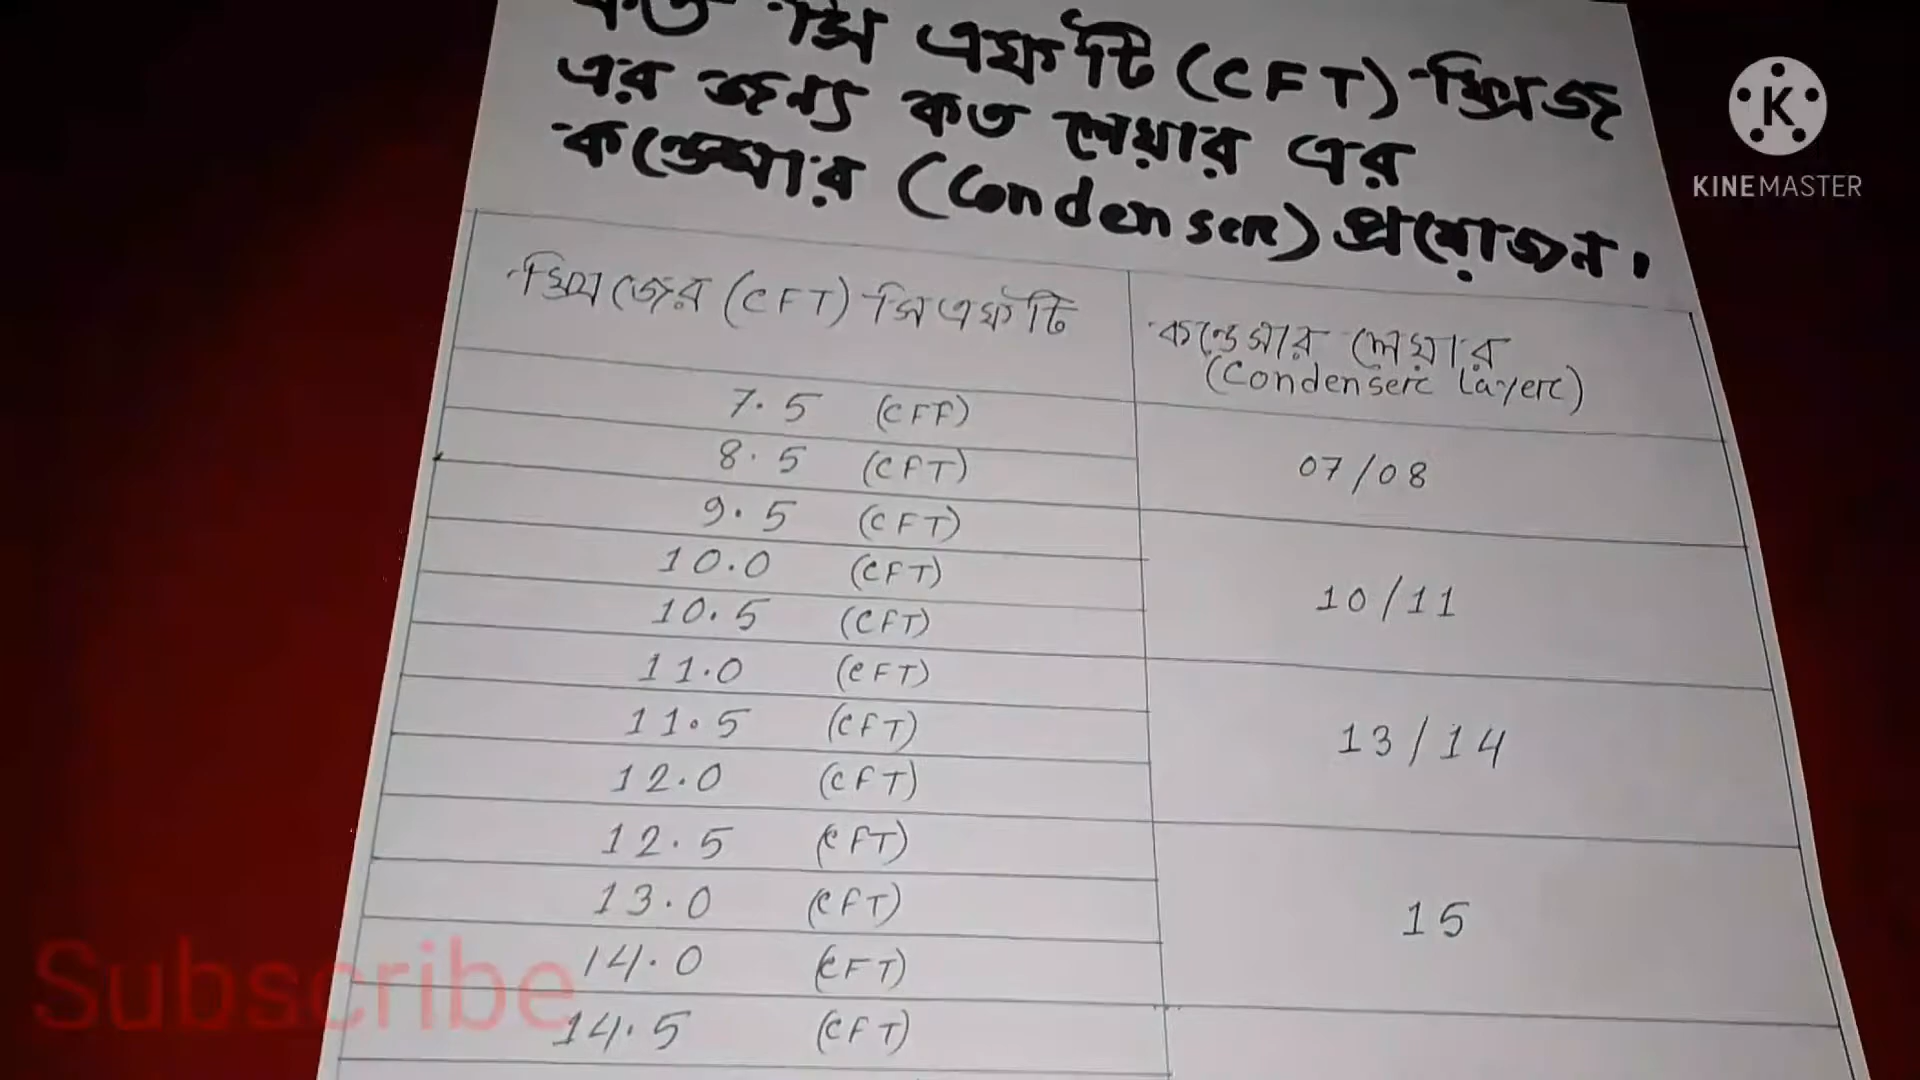 কত সি এফ টি (CFT) ফ্রিজ
এর জন্য কত লেয়ার এর
কন্ডেন্সার (Condenser) প্রয়োজন।
K
KINEMASTER
ফ্রিজের (CFT) সি এফ টি
কন্ডেন্সার লেয়ার
(Condenser Layer)
7.5 (CFF)
8.5 (CFT)
07/08
9.5 (CFT)
10.0 (CFT)
10/11
10.5 (CFT)
11.0 (CFT)
11.5 (CFT)
13/14
12.0 (CFT)
12.5 (CFT)
13.0 (CFT)
15
14.0 (CFT)
14.5 (CFT)
Subscribe